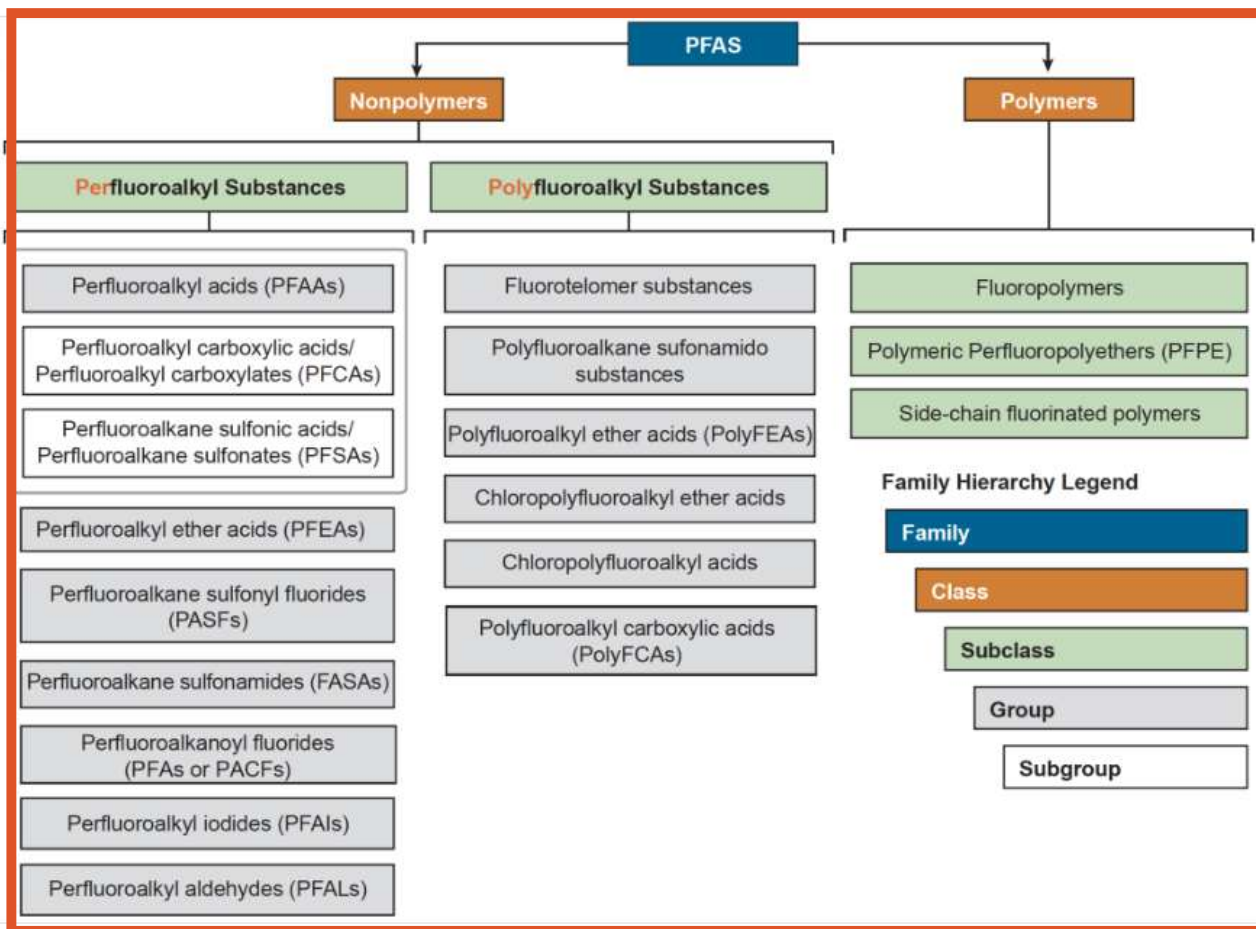 PFAS
Nonpolymers
Polymers
Perfluoroalkyl Substances
Polyfluoroalkyl Substances
Perfluoroalkyl acids (PFAAs)
Perfluoroalkyl carboxylic acids/
Perfluoroalkyl carboxylates (PFCAs)
Perfluoroalkane sulfonic acids/
Perfluoroalkane sulfonates (PFSAs)
Perfluoroalkyl ether acids (PFEAs)
Perfluoroalkane sulfonyl fluorides
(PASFs)
Perfluoroalkane sulfonamides (FASAs)
Perfluoroalkanoyl fluorides
(PFAs or PACFs)
Perfluoroalkyl iodides (PFAIs)
Perfluoroalkyl aldehydes (PFALs)
Fluorotelomer substances
Polyfluoroalkane sufonamido
substances
Polyfluoroalkyl ether acids (PolyFEAs)
Chloropolyfluoroalkyl ether acids
Chloropolyfluoroalkyl acids
Polyfluoroalkyl carboxylic acids
(PolyFCAs)
Fluoropolymers
Polymeric Perfluoropolyethers (PFPE)
Side-chain fluorinated polymers
Family Hierarchy Legend
Family
Class
Subclass
Group
Subgroup